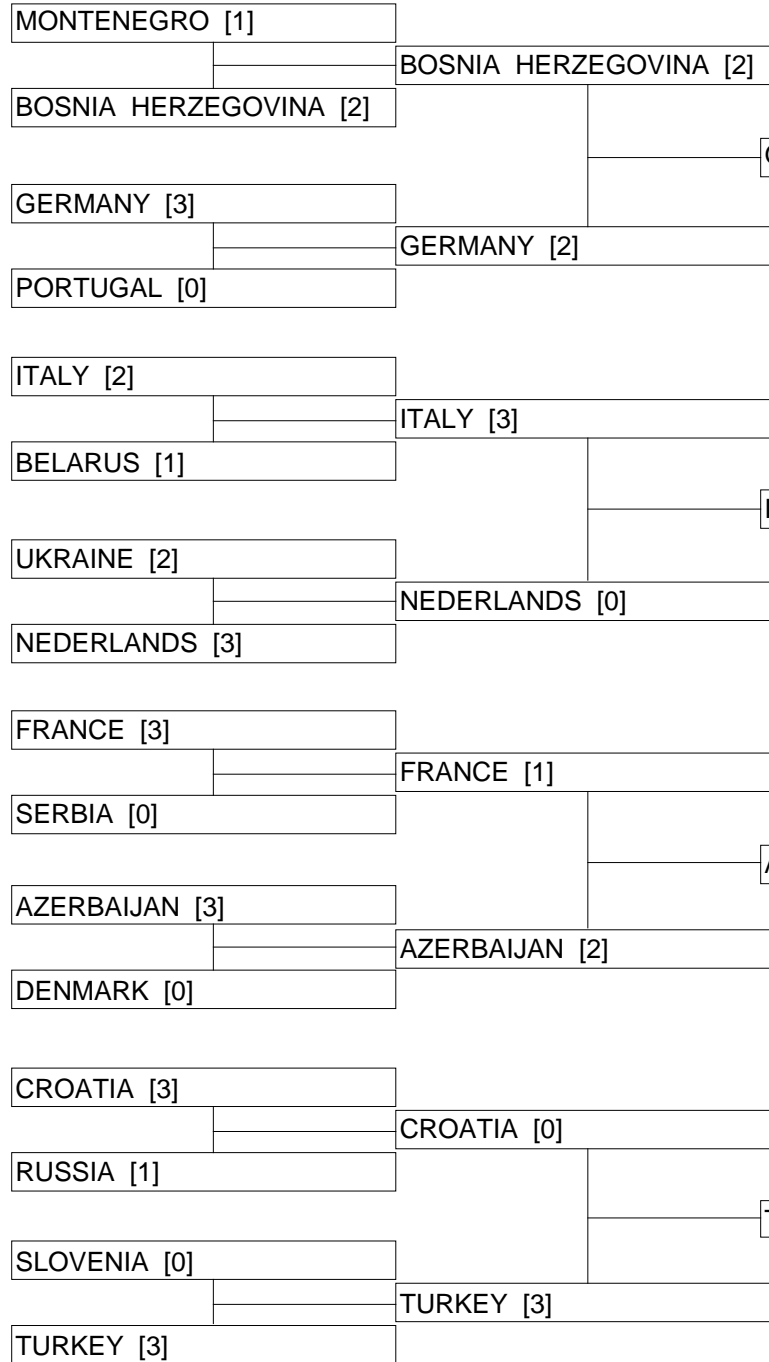 MONTENEGRO [1]
BOSNIA HERZEGOVINA [2]
BOSNIA HERZEGOVINA [2]
GERMANY [3]
GERMANY [2]
PORTUGAL [0]
ITALY [2]
ITALY [3]
BELARUS [1]
UKRAINE [2]
NEDERLANDS [0]
NEDERLANDS [3]
FRANCE [3]
FRANCE [1]
SERBIA [0]
AZERBAIJAN [3]
AZERBAIJAN [2]
DENMARK [0]
CROATIA [3]
CROATIA [0]
RUSSIA [1]
SLOVENIA [0]
TURKEY [3]
TURKEY [3]